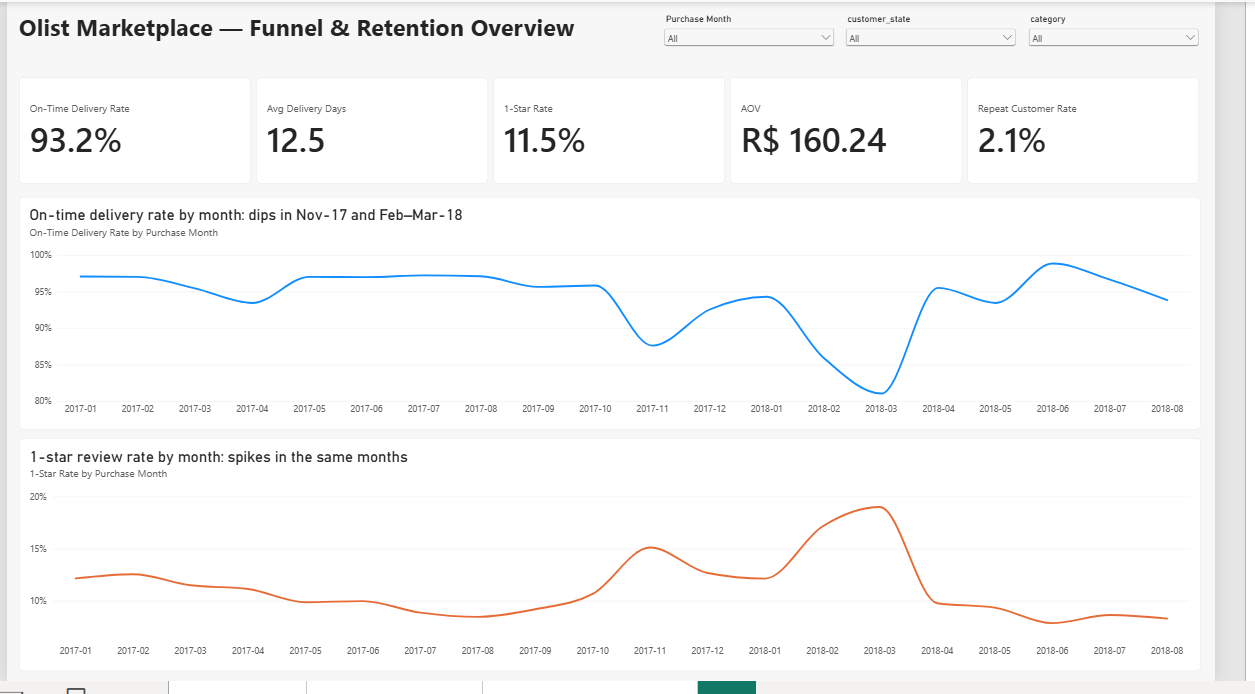 Olist Marketplace — Funnel & Retention Overview
Purchase Month
All
customer_state
All
category
All
On-Time Delivery Rate
93.2%
Avg Delivery Days
12.5
1-Star Rate
11.5%
AOV
R$ 160.24
Repeat Customer Rate
2.1%
On-time delivery rate by month: dips in Nov-17 and Feb–Mar-18
On-Time Delivery Rate by Purchase Month
100%
95%
90%
85%
80%
2017-01 2017-02 2017-03 2017-04 2017-05 2017-06 2017-07 2017-08 2017-09 2017-10 2017-11 2017-12 2018-01 2018-02 2018-03 2018-04 2018-05 2018-06 2018-07 2018-08
1-star review rate by month: spikes in the same months
1-Star Rate by Purchase Month
20%
15%
10%
2017-01 2017-02 2017-03 2017-04 2017-05 2017-06 2017-07 2017-08 2017-09 2017-10 2017-11 2017-12 2018-01 2018-02 2018-03 2018-04 2018-05 2018-06 2018-07 2018-08